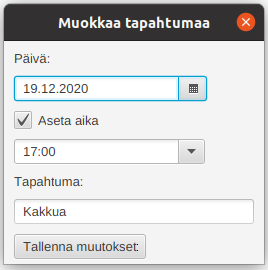 Muokkaa tapahtumaa
Päivä:
19.12.2020
Aseta aika
17:00
Tapahtuma:
Kakkua
Tallenna muutokset: